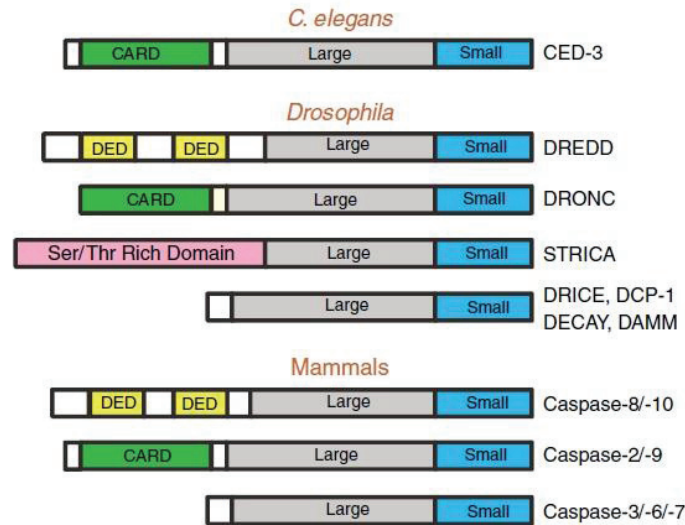 C. elegans
CARD Large Small CED-3
Drosophila
DED DED Large Small DREDD
CARD Large Small DRONC
Ser/Thr Rich Domain Large Small STRICA
Large Small DRICE, DCP-1
DECAY, DAMM
Mammals
DED DED Large Small Caspase-8/-10
CARD Large Small Caspase-2/-9
Large Small Caspase-3/-6/-7